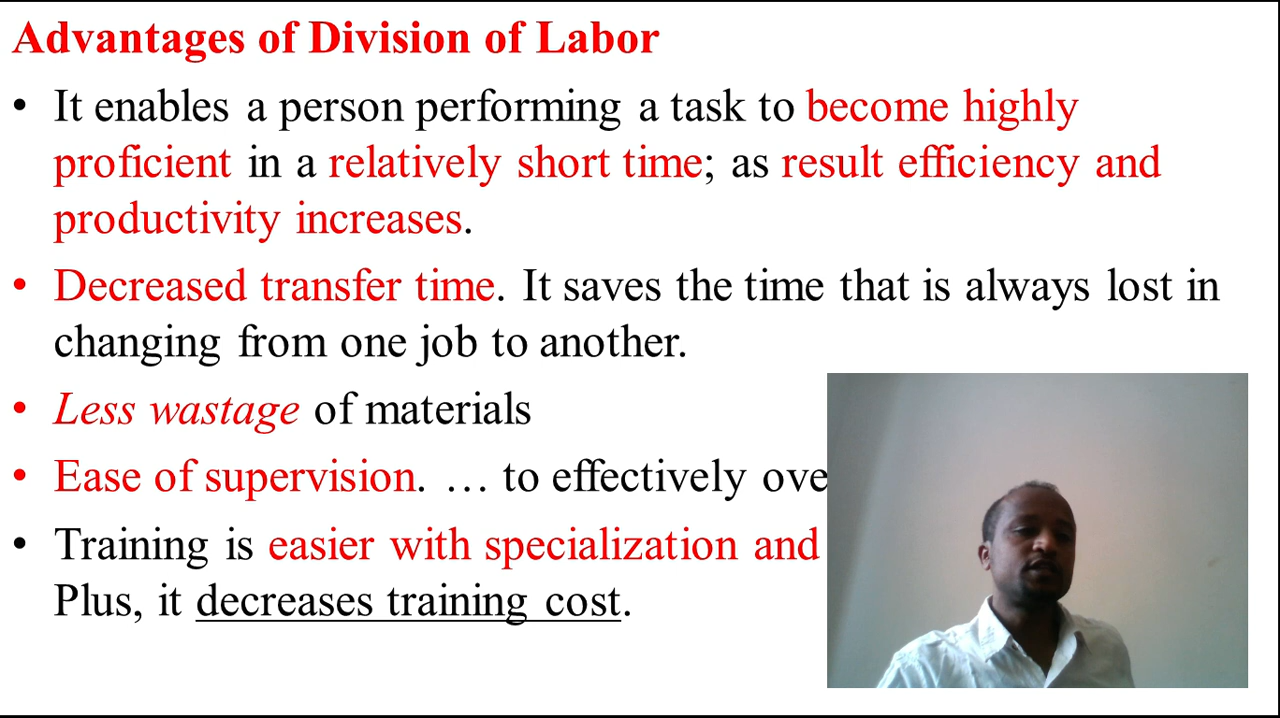 Advantages of Division of Labor
• It enables a person performing a task to become highly
proficient in a relatively short time; as result efficiency and
productivity increases.
• Decreased transfer time. It saves the time that is always lost in
changing from one job to another.
• Less wastage of materials
• Ease of supervision. … to effectively
• Training is easier with specialization and
Plus, it decreases training cost.